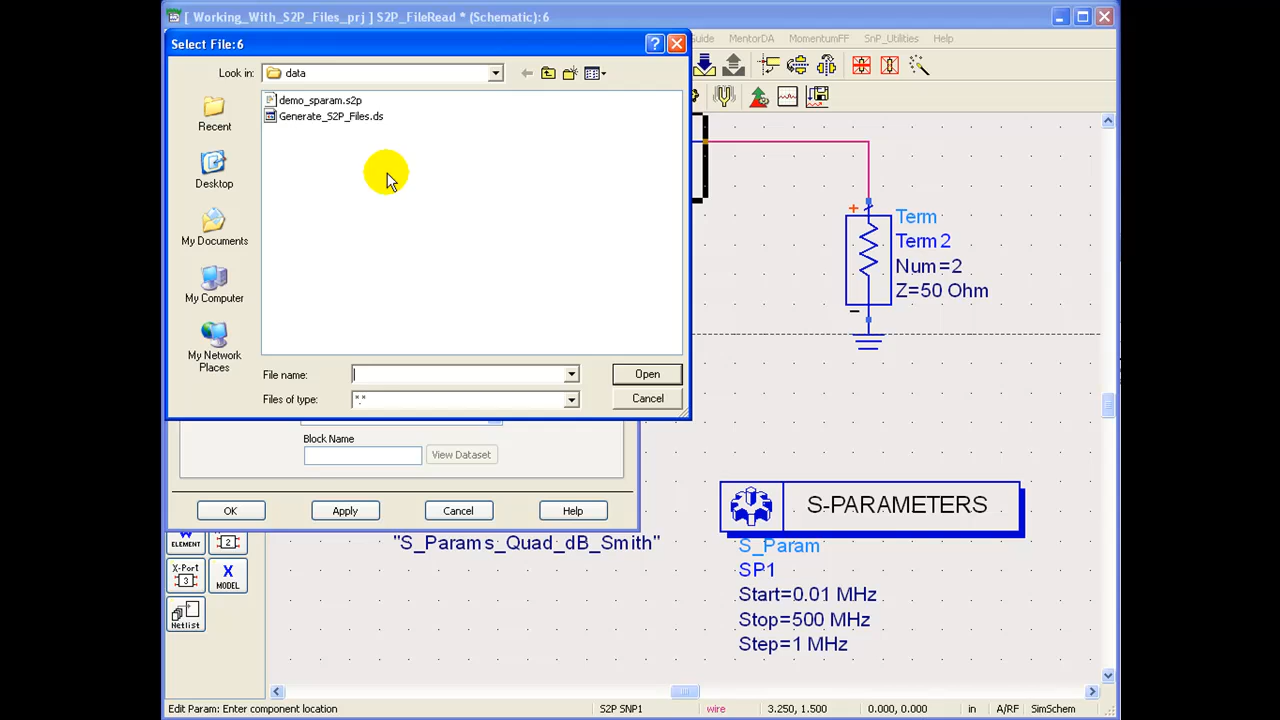 [ Working_With_S2P_Files_prj ] S2P_FileRead * (Schematic):6
Select File:6
Guide MentorDA MomentumFF SnP_Utilities Help
Look in: data
demo_sparam.s2p
Generate_S2P_Files.ds
Recent
Desktop
My Documents
My Computer
My Network
Places
File name:
Open
Files of type: *.*
Cancel
Term
Term2
Num=2
Z=50 Ohm
Block Name
View Dataset
OK Apply Cancel Help
ELEMENT 2
X-Port
3
X
MODEL
Netlist
"S_Params_Quad_dB_Smith"
S-PARAMETERS
S_Param
SP1
Start=0.01 MHz
Stop=500 MHz
Step=1 MHz
Edit Param: Enter component location S2P SNP1 wire 3.250, 1.500 0.000, 0.000 in A/RF SimSchem